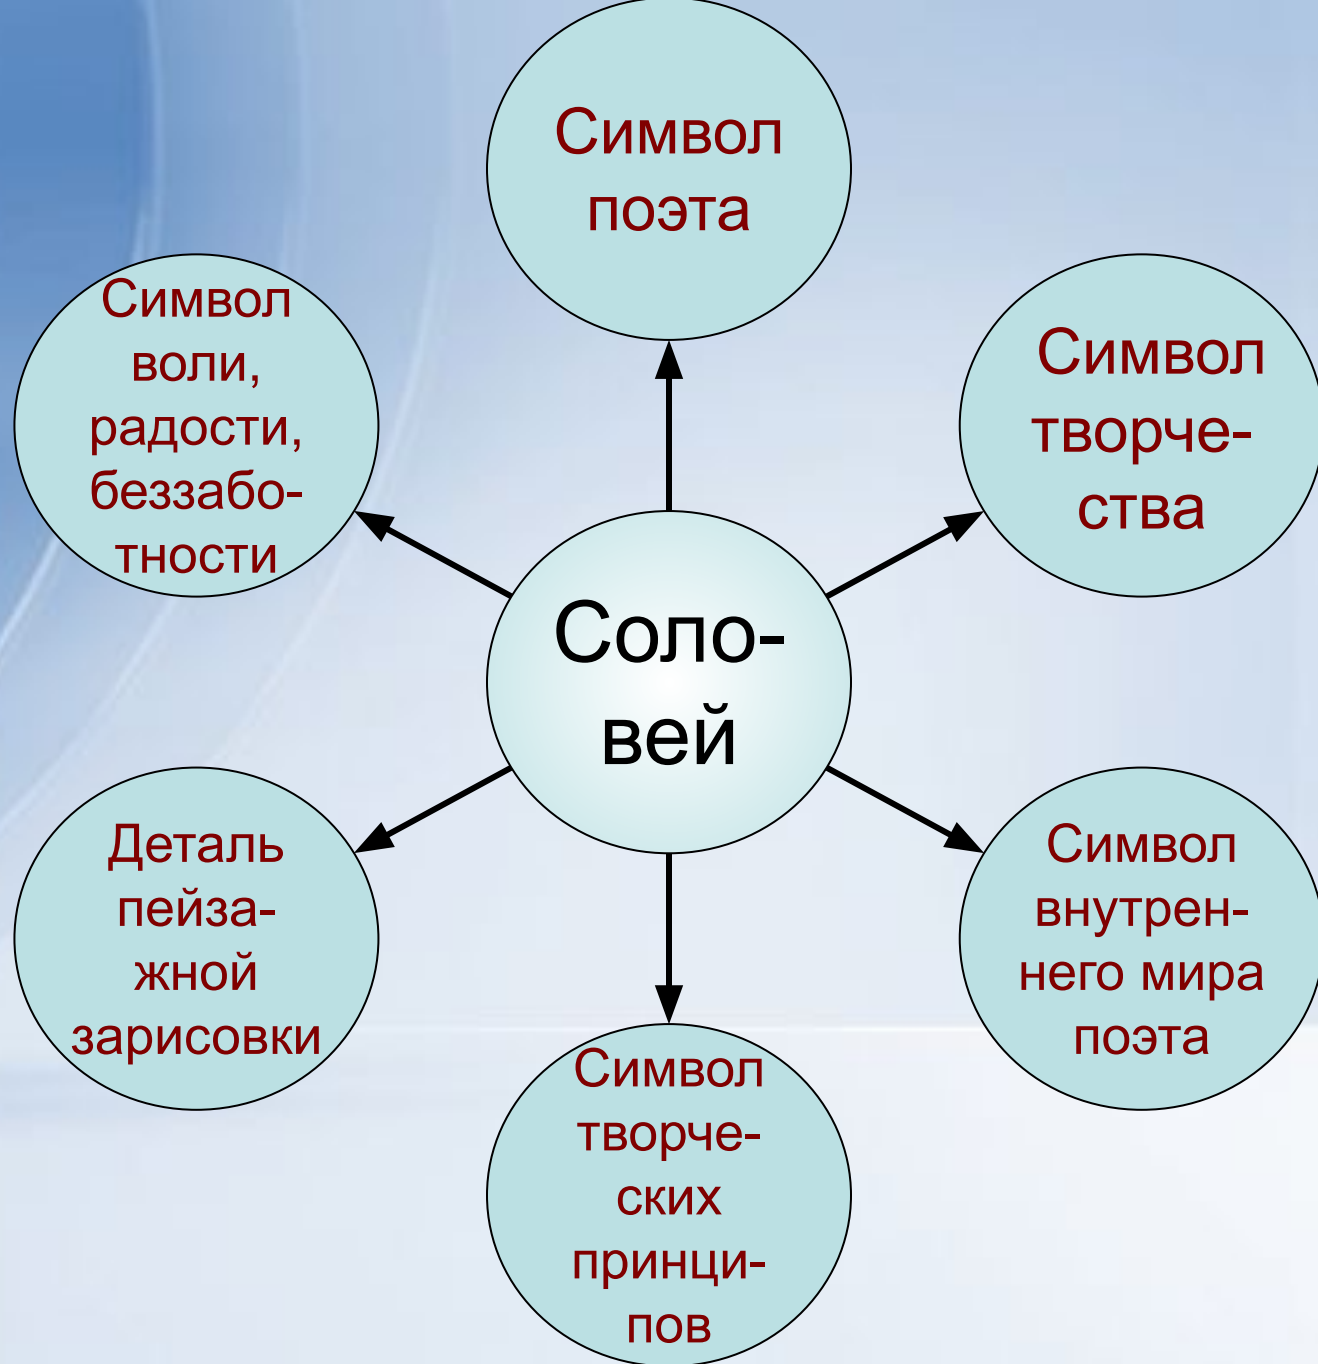 Символ
поэта
Символ
воли,
радости,
беззабо-
тности
Символ
творче-
ства
Соло-
вей
Деталь
пейза-
жной
зарисовки
Символ
внутрен-
него мира
поэта
Символ
творче-
ских
принци-
пов